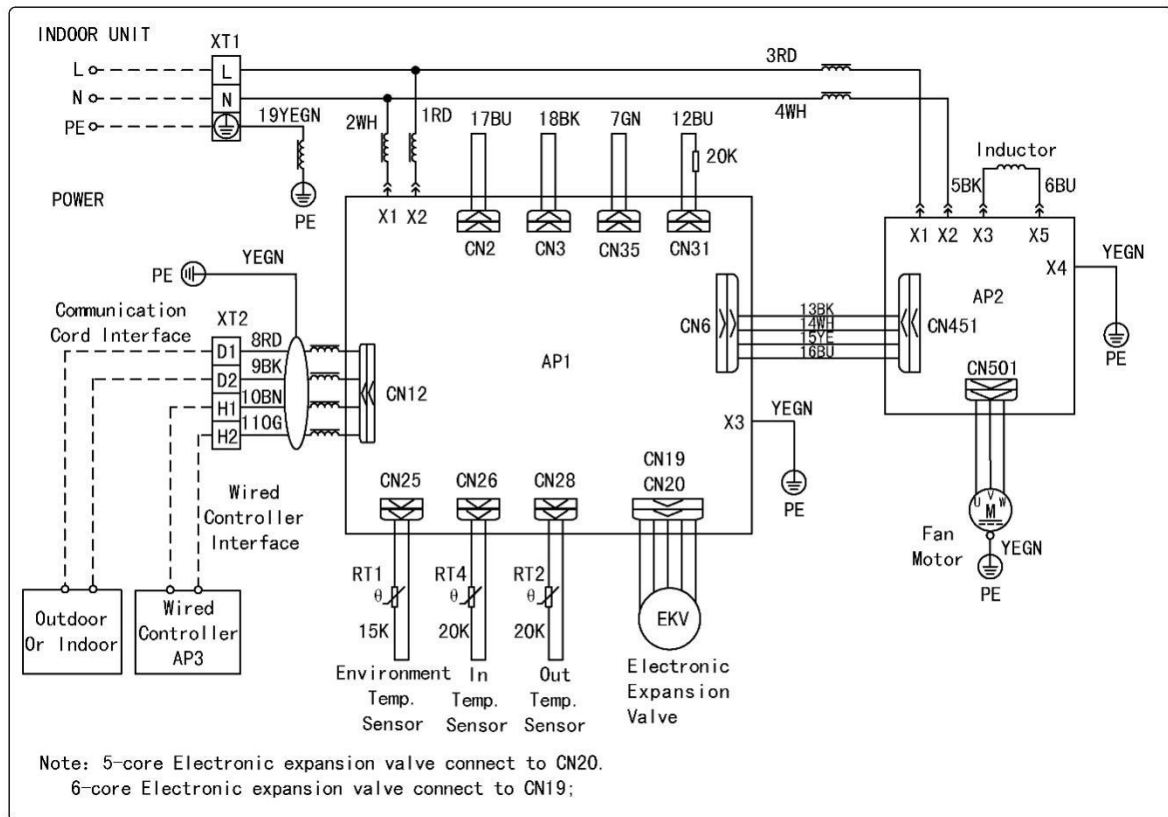 INDOOR UNIT
XT1
L
L
3RD
N
N
4WH
PE
19YEGN
2WH
1RD
17BU
18BK
7GN
12BU
20K
Inductor
5BK
6BU
POWER
PE
X1
X2
CN2
CN3
CN35
CN31
X1
X2
X3
X5
X4
YEGN
PE
PE
YEGN
Communication
Cord Interface
XT2
D1
8RD
D2
9BK
H1
10BN
H2
11OG
CN12
AP1
CN6
13BK
14WH
15YE
16BU
CN451
AP2
CN501
X3
YEGN
PE
Wired
Controller
Interface
CN25
CN26
CN28
CN19
CN20
U
V
W
M
Fan
Motor
YEGN
PE
RT1
θ
15K
RT4
θ
20K
RT2
θ
20K
EKV
Outdoor
Or Indoor
Wired
Controller
AP3
Environment
Temp.
Sensor
In
Temp.
Sensor
Out
Temp.
Sensor
Electronic
Expansion
Valve
Note: 5-core Electronic expansion valve connect to CN20.
6-core Electronic expansion valve connect to CN19;